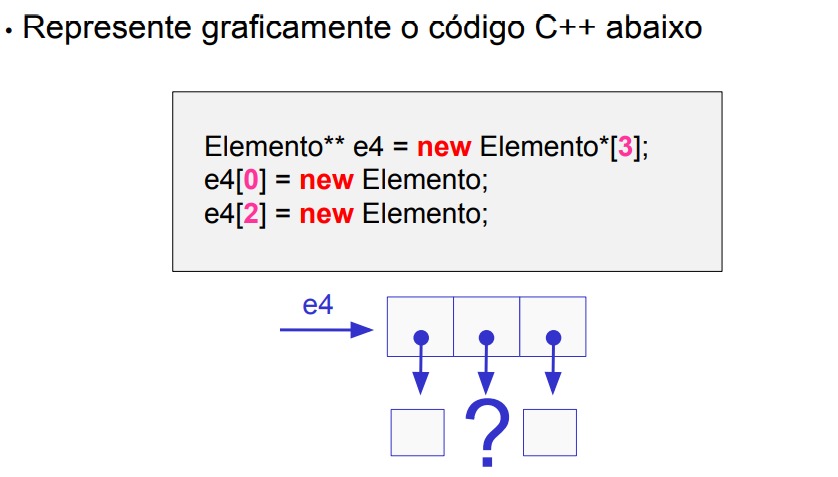 • Represente graficamente o código C++ abaixo
Elemento** e4 = new Elemento*[3];
e4[0] = new Elemento;
e4[2] = new Elemento;
e4
?